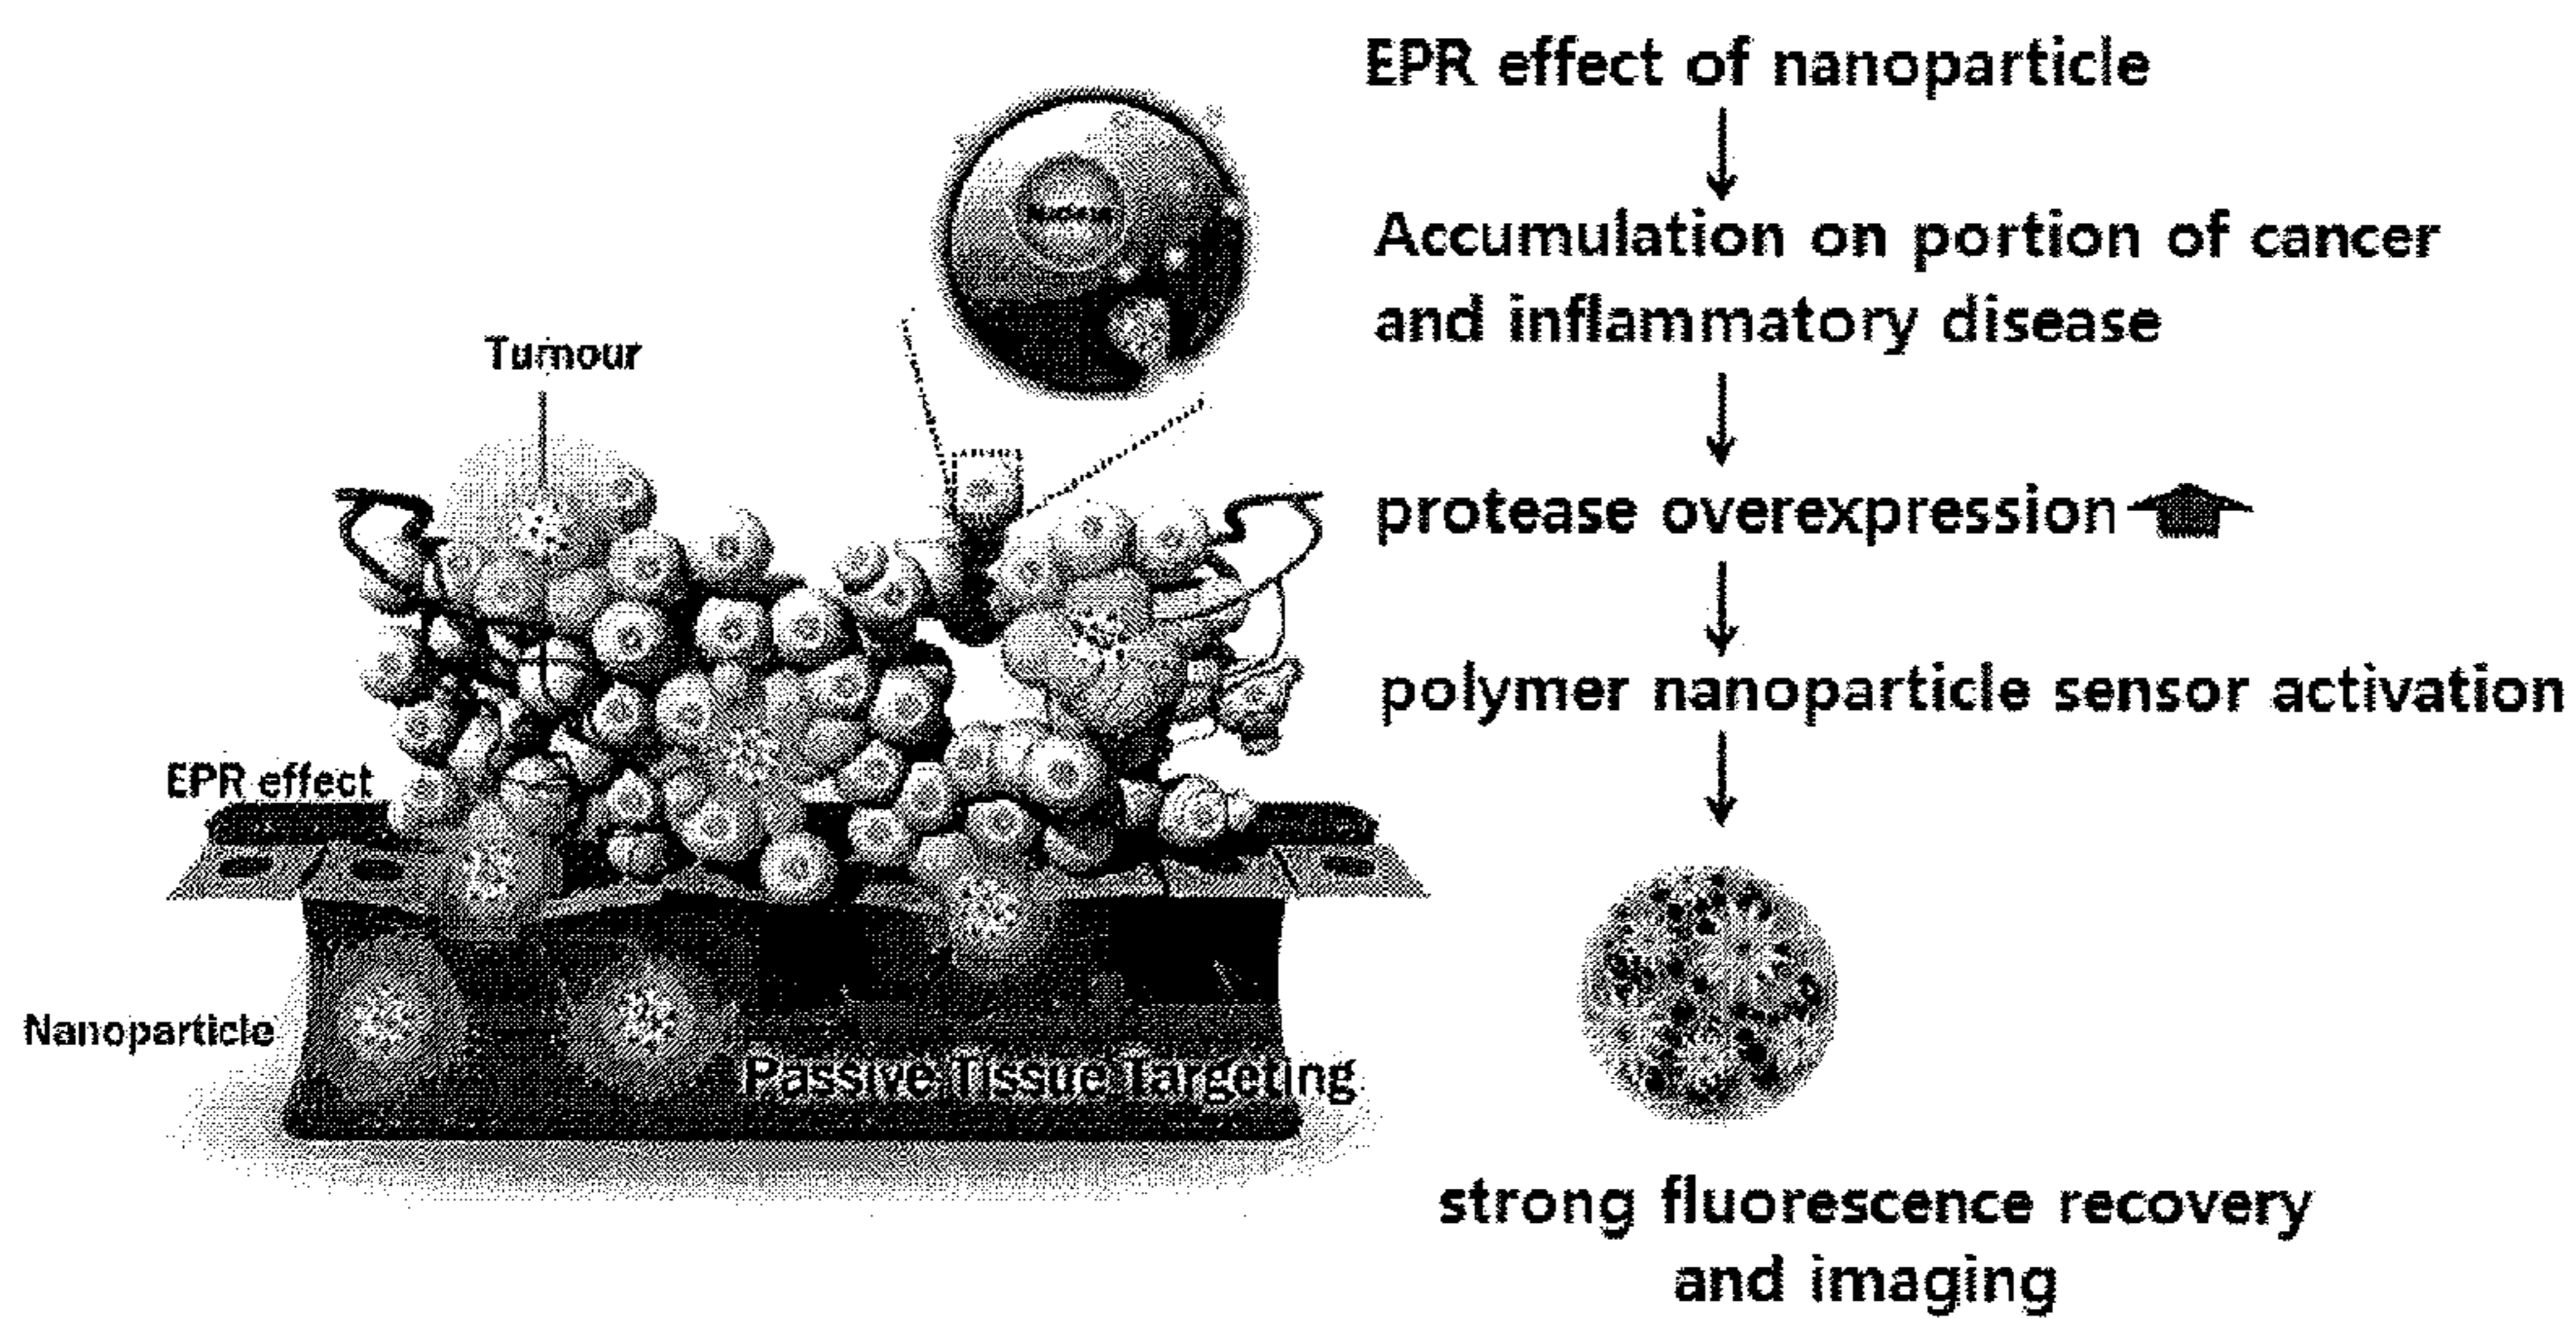 EPR effect of nanoparticle
Accumulation on portion of cancer
and inflammatory disease
protease overexpression
polymer nanoparticle sensor activation
strong fluorescence recovery
and imaging
Tumour
EPR effect
Nanoparticle
Passive Tissue Targeting